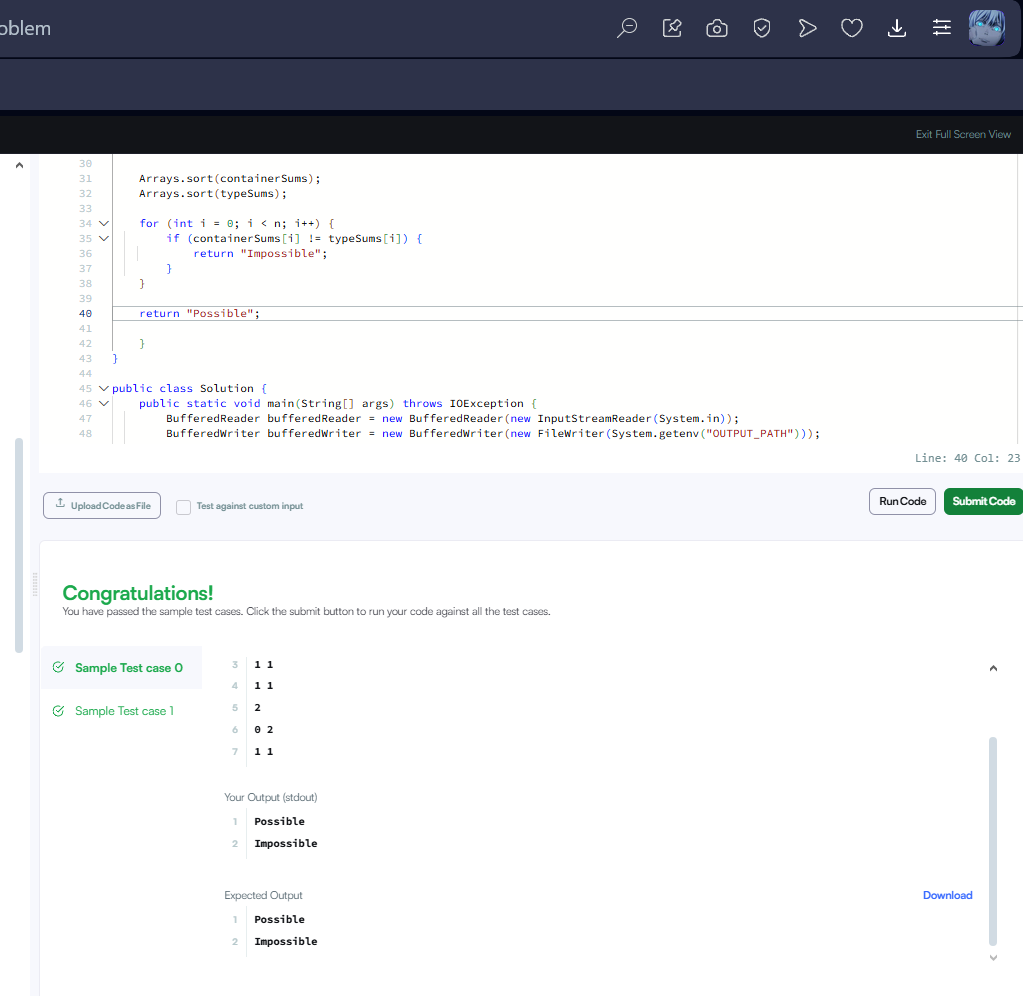 oblem
Exit Full Screen View
30
31 Arrays.sort(containerSums);
32 Arrays.sort(typeSums);
33
34 for (int i = 0; i < n; i++) {
35 if (containerSums[i] != typeSums[i]) {
36 return "Impossible";
37 }
38 }
39
40 return "Possible";
41
42 }
43 }
44
45 public class Solution {
46 public static void main(String[] args) throws IOException {
47 BufferedReader bufferedReader = new BufferedReader(new InputStreamReader(System.in));
48 BufferedWriter bufferedWriter = new BufferedWriter(new FileWriter(System.getenv("OUTPUT_PATH")));
Line: 40 Col: 23
Upload Code as File Test against custom input Run Code Submit Code
Congratulations!
You have passed the sample test cases. Click the submit button to run your code against all the test cases.
Sample Test case 0
Sample Test case 1
3 1 1
4 1 1
5 2
6 0 2
7 1 1
Your Output (stdout)
1 Possible
2 Impossible
Expected Output Download
1 Possible
2 Impossible